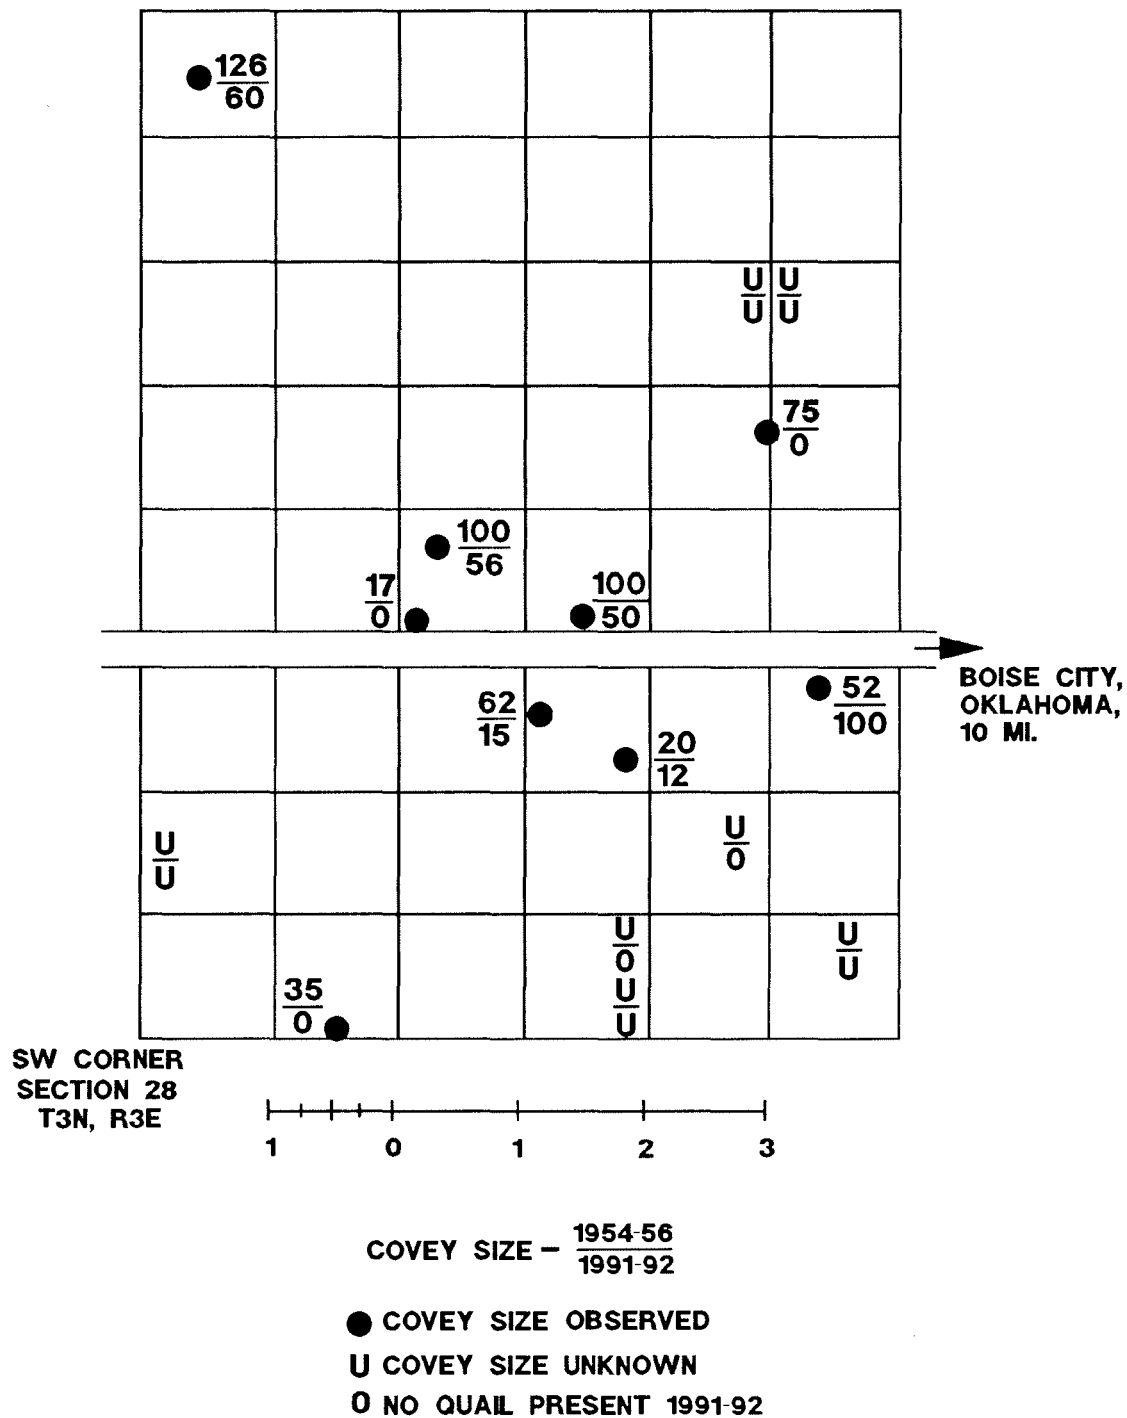 126
60
U U
U U
75
0
100
56
17
0
100
50
BOISE CITY,
OKLAHOMA,
10 MI.
52
100
62
15
20
12
U
U
U
0
U
0
U
U
U
U
35
0
SW CORNER
SECTION 28
T3N, R3E
1 0 1 2 3
COVEY SIZE – 1954-56
1991-92
COVEY SIZE OBSERVED
U COVEY SIZE UNKNOWN
0 NO QUAIL PRESENT 1991-92